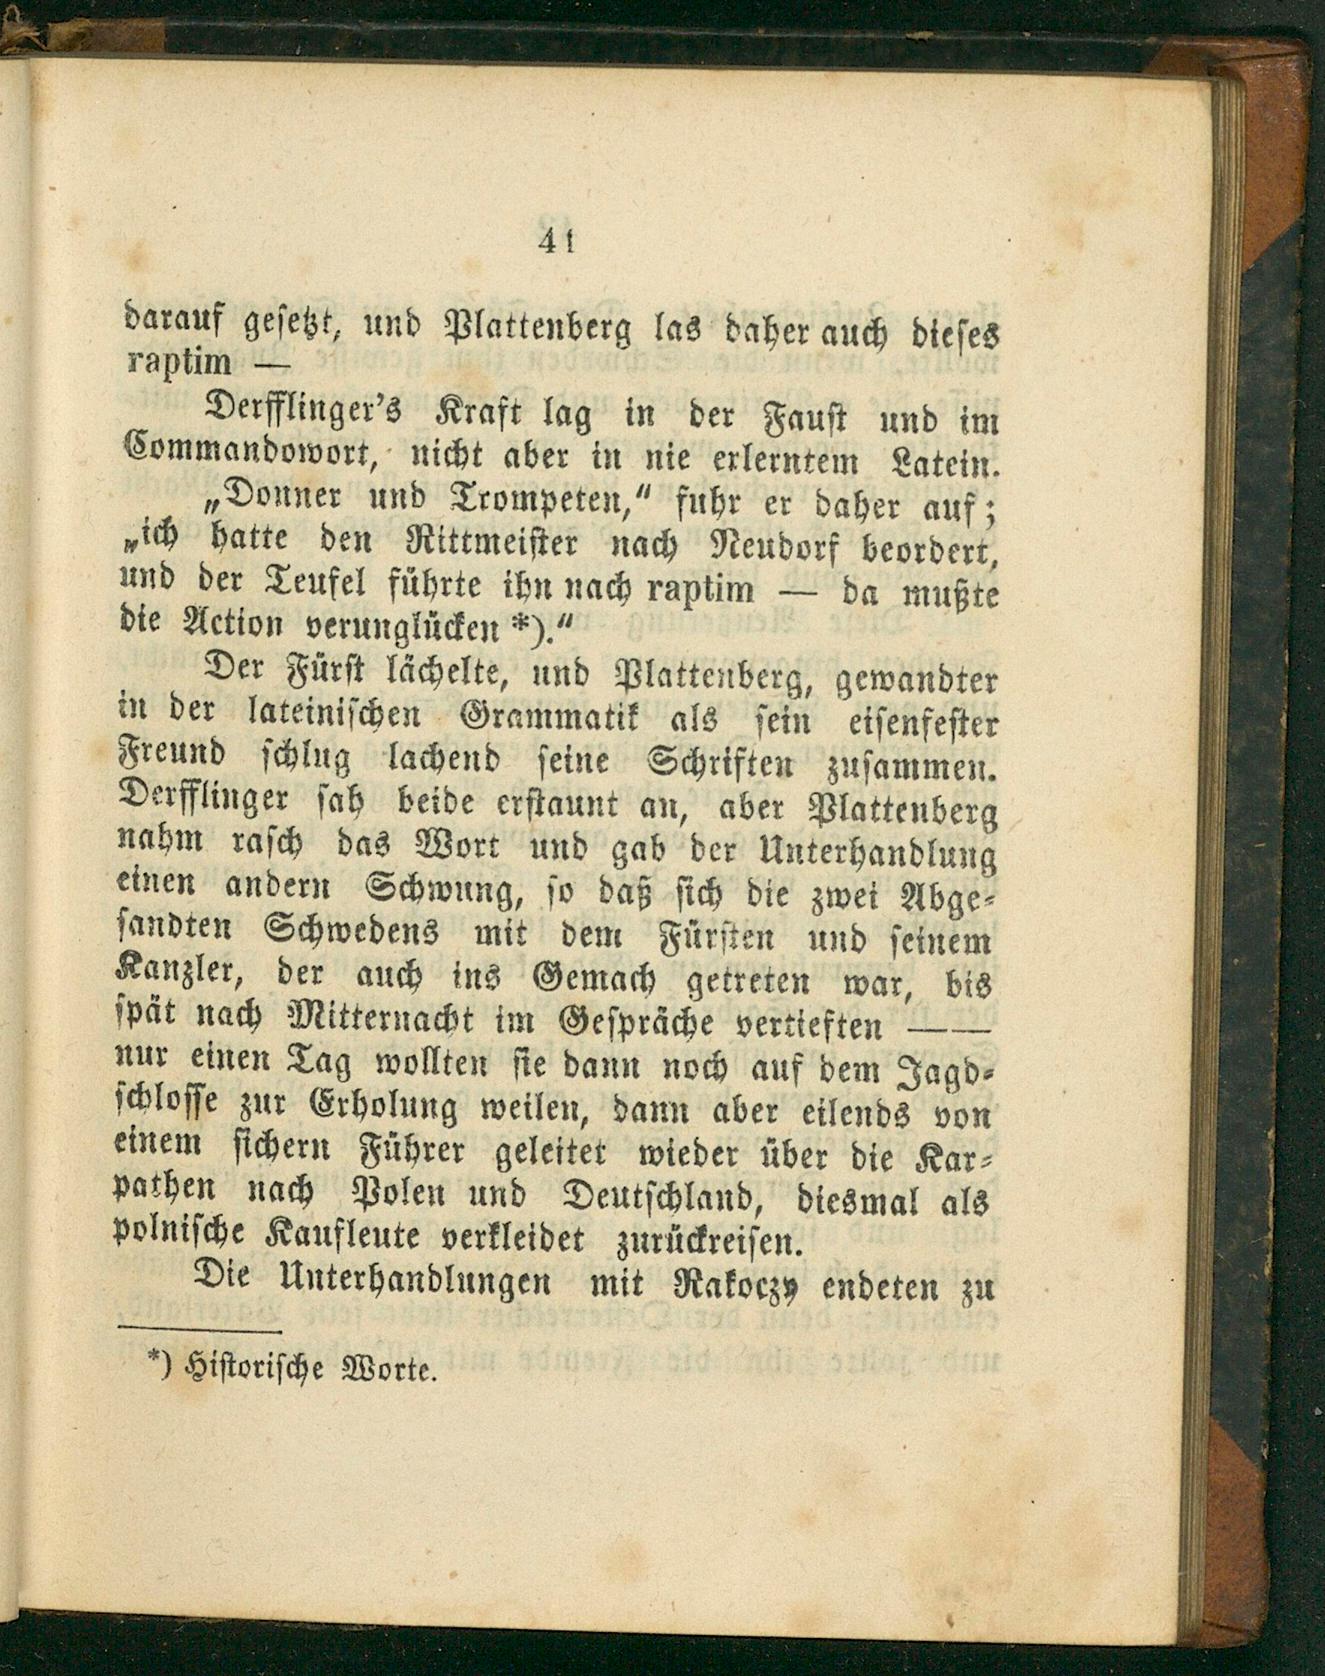 41
darauf gesetzt, und Plattenberg las daher auch dieses
raptim —
Derfflinger's Kraft lag in der Faust und im
Commandowort, nicht aber in nie erlerntem Latein.
„Donner und Trompeten,“ fuhr er daher auf;
„ich hatte den Rittmeister nach Neudorf beordert,
und der Teufel führte ihn nach raptim — da mußte
die Action verunglücken *).“
Der Fürst lächelte, und Plattenberg, gewandter
in der lateinischen Grammatik als sein eisenfester
Freund schlug lachend seine Schriften zusammen.
Derfflinger sah beide erstaunt an, aber Plattenberg
nahm rasch das Wort und gab der Unterhandlung
einen andern Schwung, so daß sich die zwei Abge-
sandten Schwedens mit dem Fürsten und seinem
Kanzler, der auch ins Gemach getreten war, bis
spät nach Mitternacht im Gespräche vertieften ——
nur einen Tag wollten sie dann noch auf dem Jagd-
schlosse zur Erholung weilen, dann aber eilends von
einem sichern Führer geleitet wieder über die Kar-
pathen nach Polen und Deutschland, diesmal als
polnische Kaufleute verkleidet zurückreisen.
Die Unterhandlungen mit Rakoczy endeten zu
*) Historische Worte.